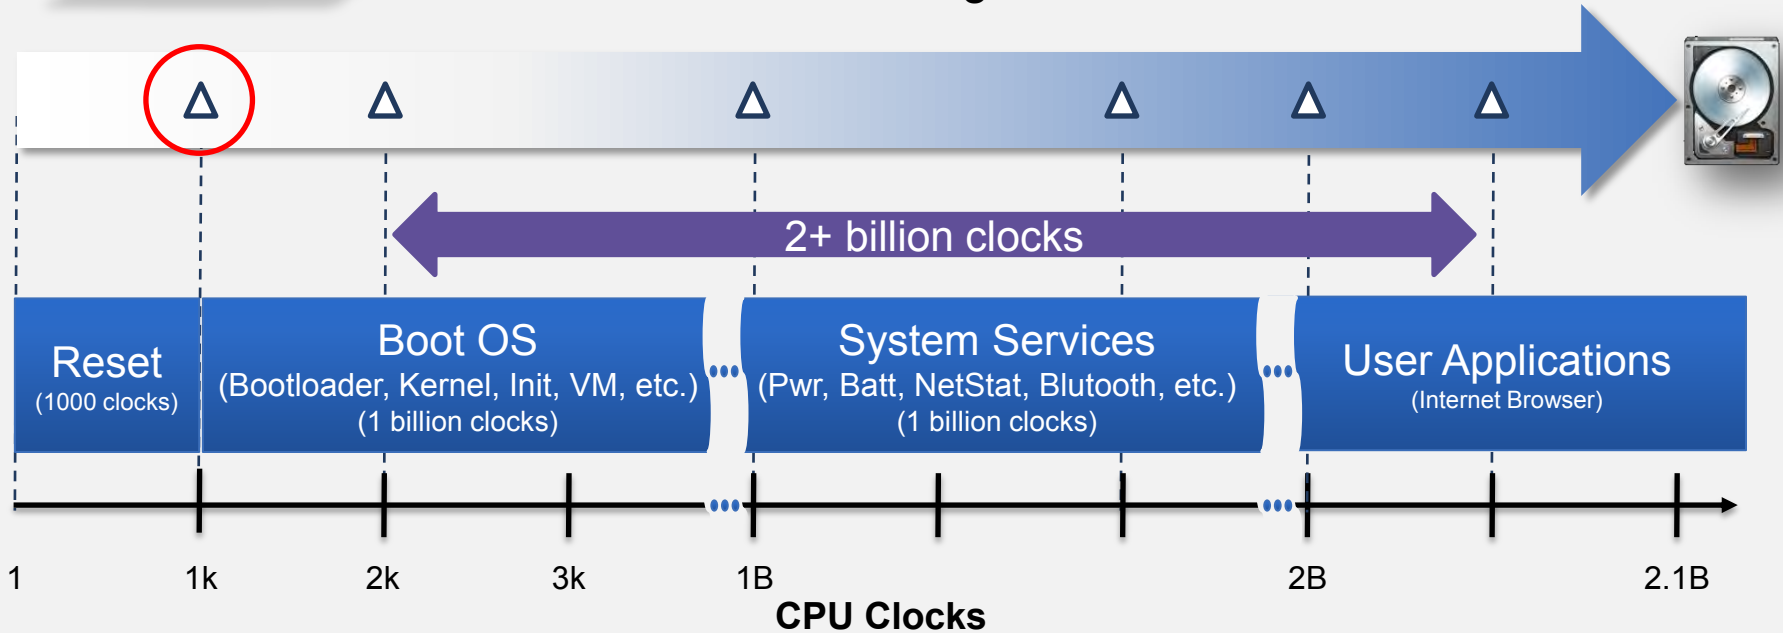 2+ billion clocks
Reset
(1000 clocks)
Boot OS
(Bootloader, Kernel, Init, VM, etc.)
(1 billion clocks)
System Services
(Pwr, Batt, NetStat, Blutooth, etc.)
(1 billion clocks)
User Applications
(Internet Browser)
1 1k 2k 3k 1B 2B 2.1B
CPU Clocks